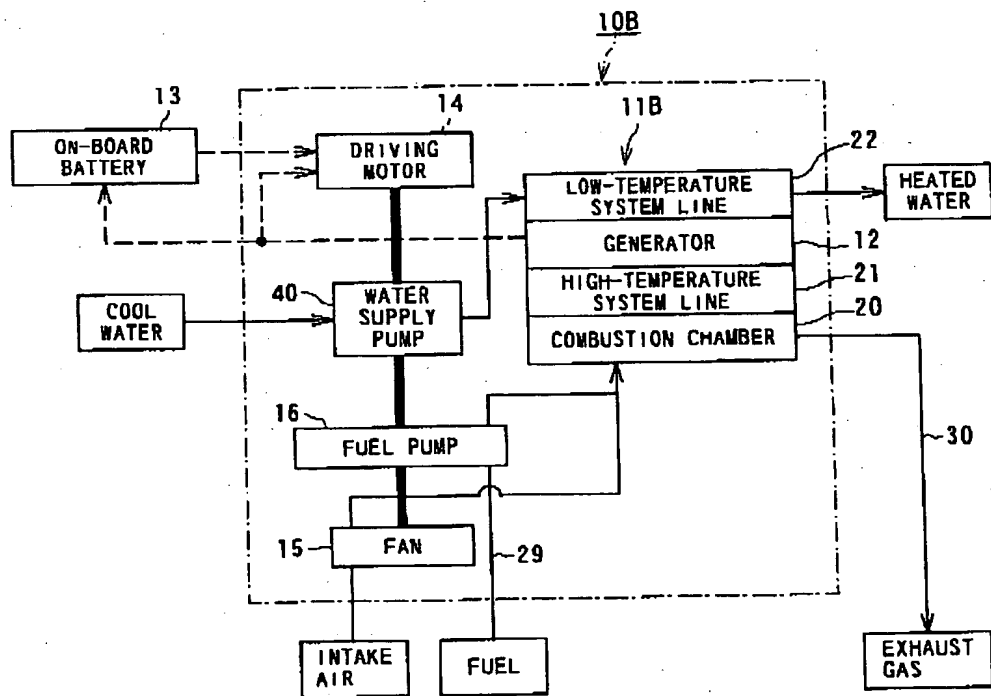 10B
13
14
11B
22
ON-BOARD
BATTERY
DRIVING
MOTOR
LOW-TEMPERATURE
SYSTEM LINE
HEATED
WATER
GENERATOR
12
HIGH-TEMPERATURE
SYSTEM LINE
21
40
WATER
SUPPLY
PUMP
COOL
WATER
20
COMBUSTION CHAMBER
16
FUEL PUMP
30
15
FAN
29
INTAKE
AIR
FUEL
EXHAUST
GAS